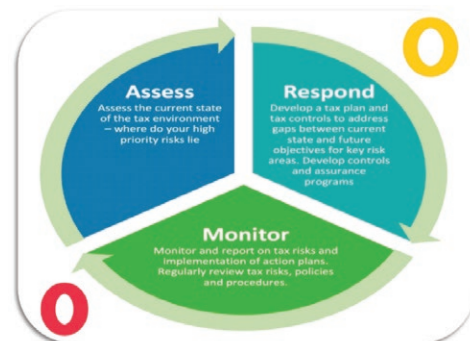 Assess
Assess the current state
of the tax environment
– where do your high
priority risks lie
Respond
Develop a tax plan and
tax controls to address
gaps between current
state and future
objectives for key risk
areas. Develop controls
and assurance
programs
Monitor
Monitor and report on tax risks and
Implementation of action plans.
Regularly review tax risks, policies
and procedures.